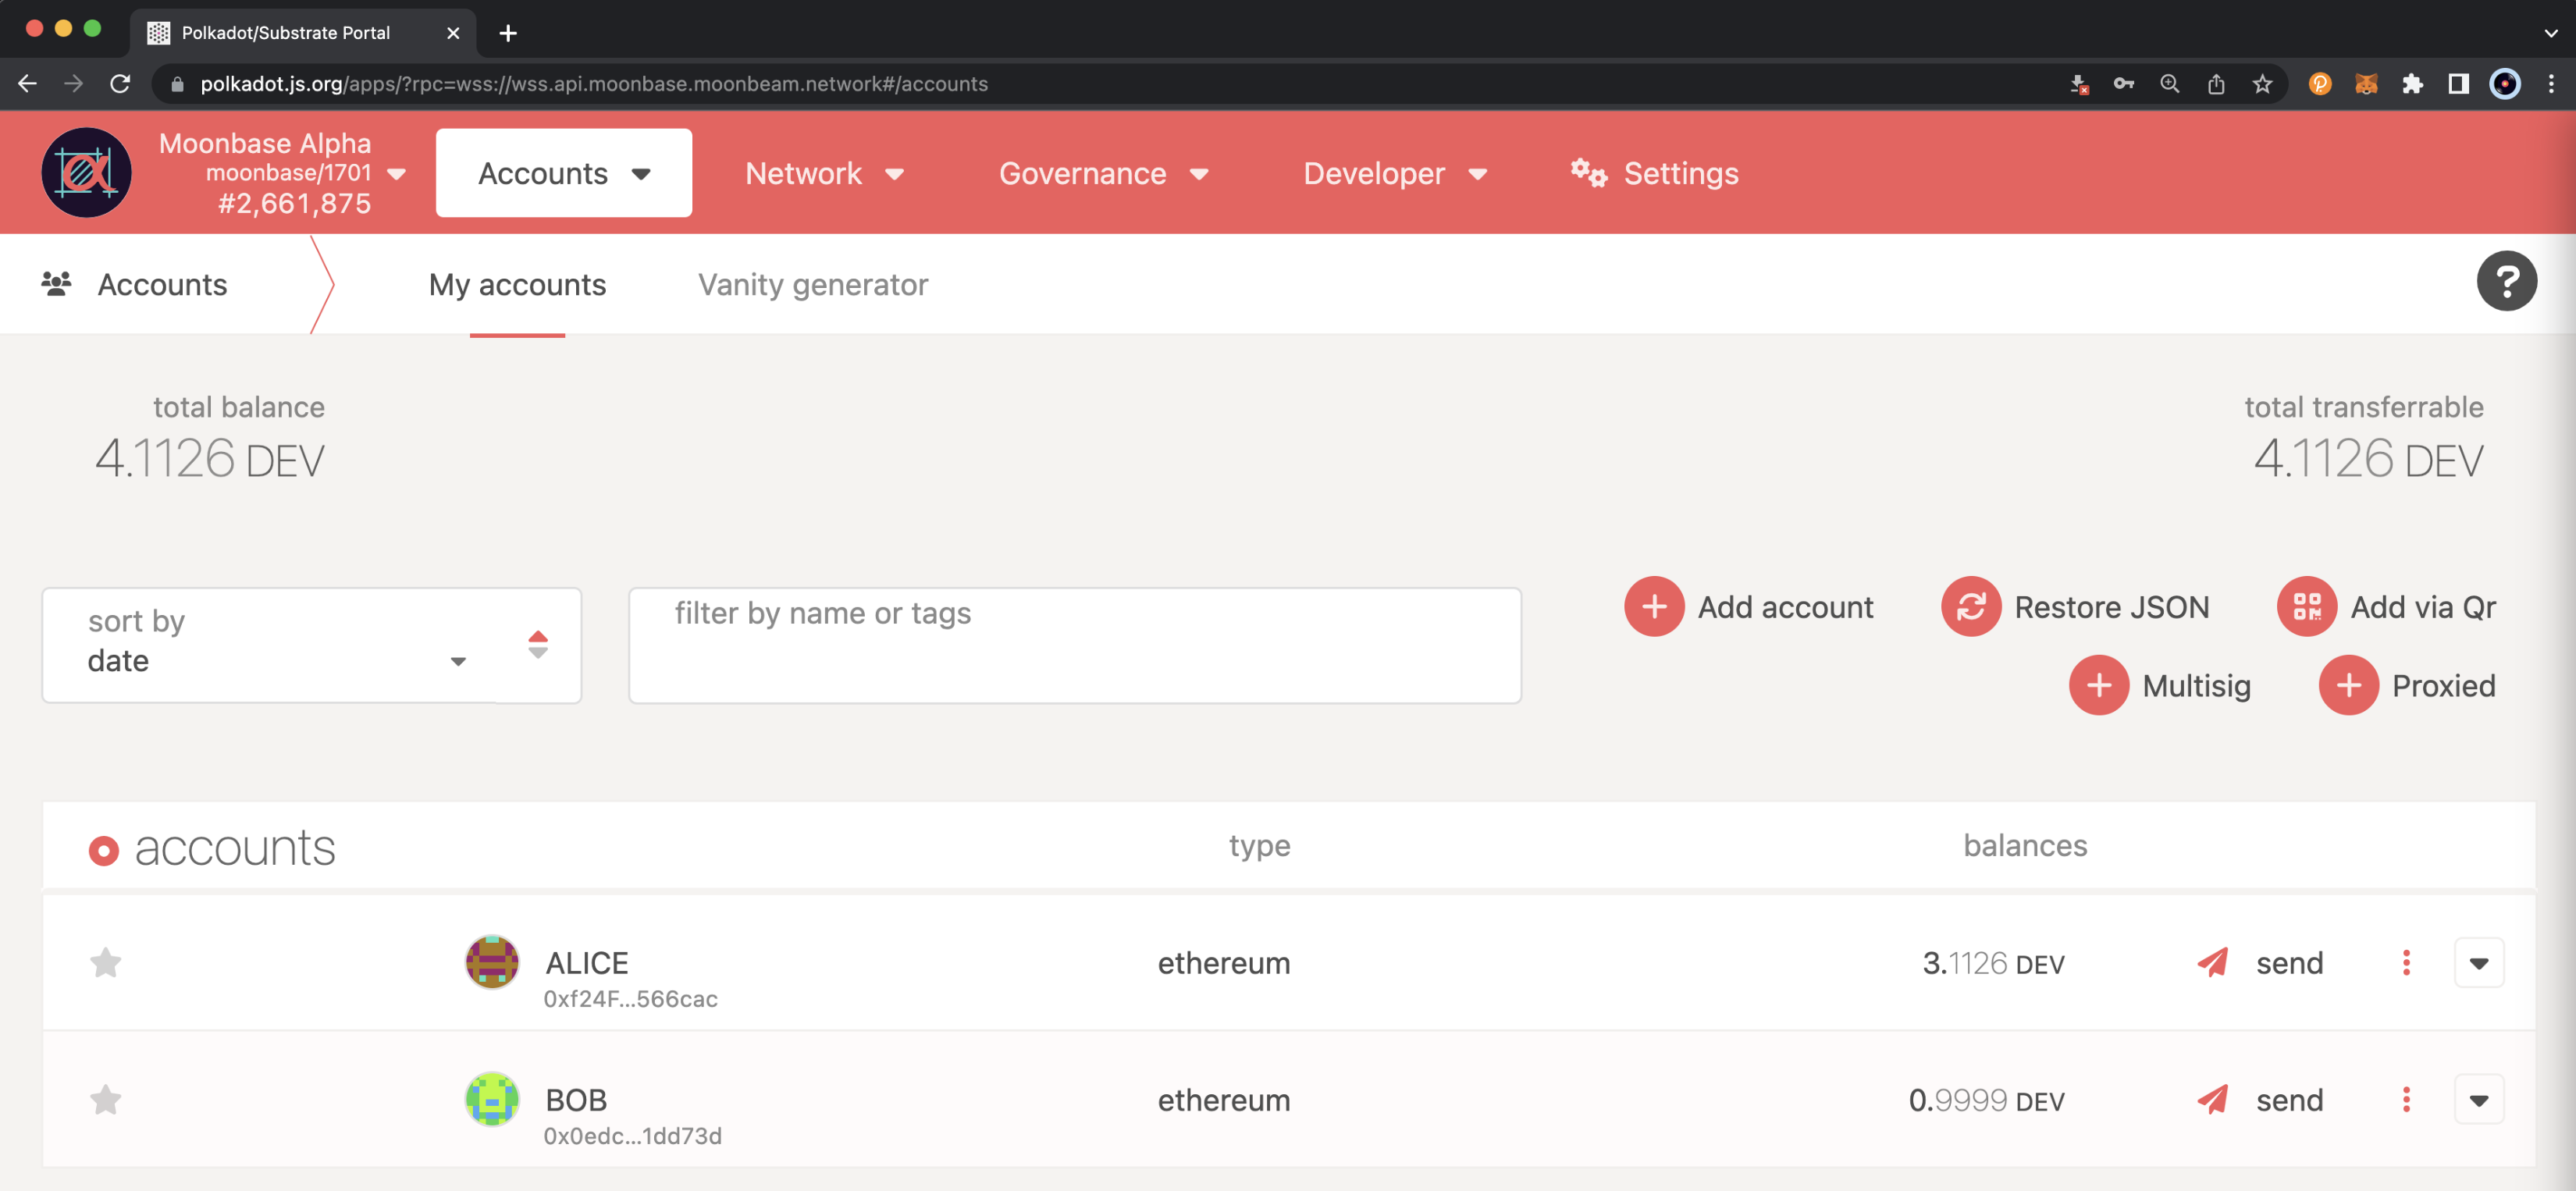 Polkadot/Substrate Portal
polkadot.js.org/apps/?rpc=wss://wss.api.moonbase.moonbeam.network#/accounts
Moonbase Alpha
moonbase/1701
#2,661,875
Accounts
Network
Governance
Developer
Settings
Accounts
My accounts
Vanity generator
?
total balance
4.1126 DEV
total transferrable
4.1126 DEV
sort by
date
filter by name or tags
Add account
Restore JSON
Add via Qr
Multisig
Proxied
accounts
type
balances
ALICE
0xf24F...566cac
ethereum
3.1126 DEV
send
BOB
0x0edc...1dd73d
ethereum
0.9999 DEV
send